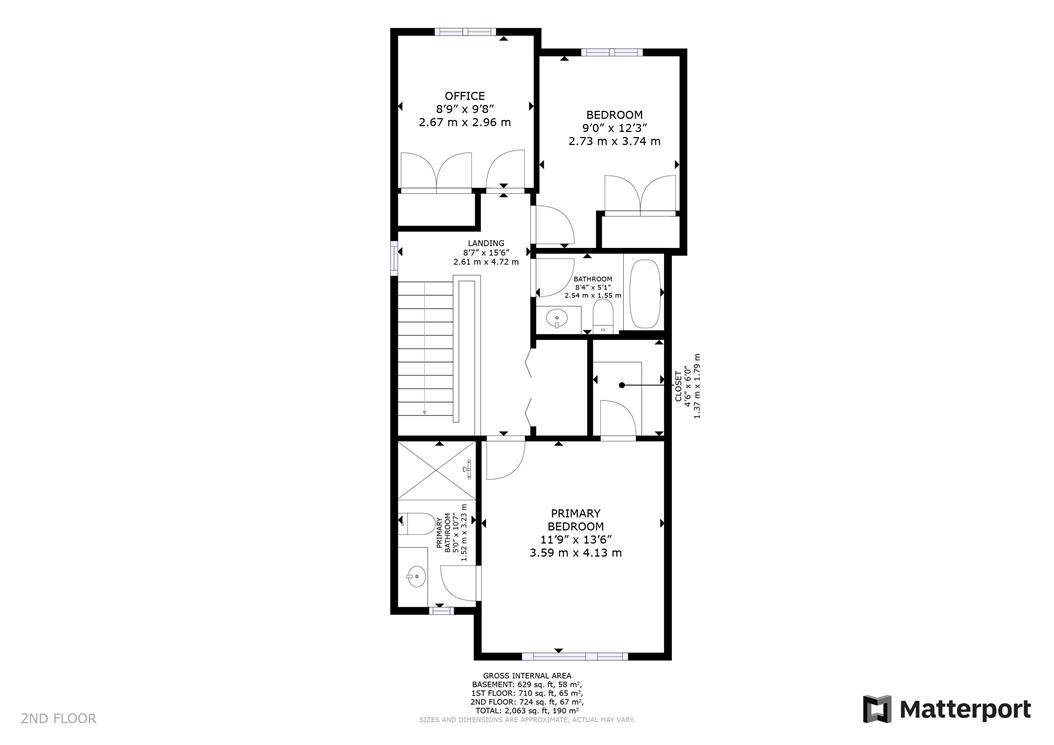 OFFICE
8'9" x 9'8"
2.67 m x 2.96 m
BEDROOM
9'0" x 12'3"
2.73 m x 3.74 m
LANDING
8'7" x 15'6"
2.61 m x 4.72 m
BATHROOM
8'4" x 5'1"
2.54 m x 1.55 m
CLOSET
4'6" x 6'0"
1.37 m x 1.79 m
PRIMARY
BATHROOM
5'0" x 10'7"
1.52 m x 3.23 m
PRIMARY
BEDROOM
11'9" x 13'6"
3.59 m x 4.13 m
GROSS INTERNAL AREA
BASEMENT: 629 sq. ft, 58 m²,
1ST FLOOR: 710 sq. ft, 65 m²,
2ND FLOOR: 724 sq. ft, 67 m²,
TOTAL: 2,063 sq. ft, 190 m²
SIZES AND DIMENSIONS ARE APPROXIMATE, ACTUAL MAY VARY.
2ND FLOOR
Matterport